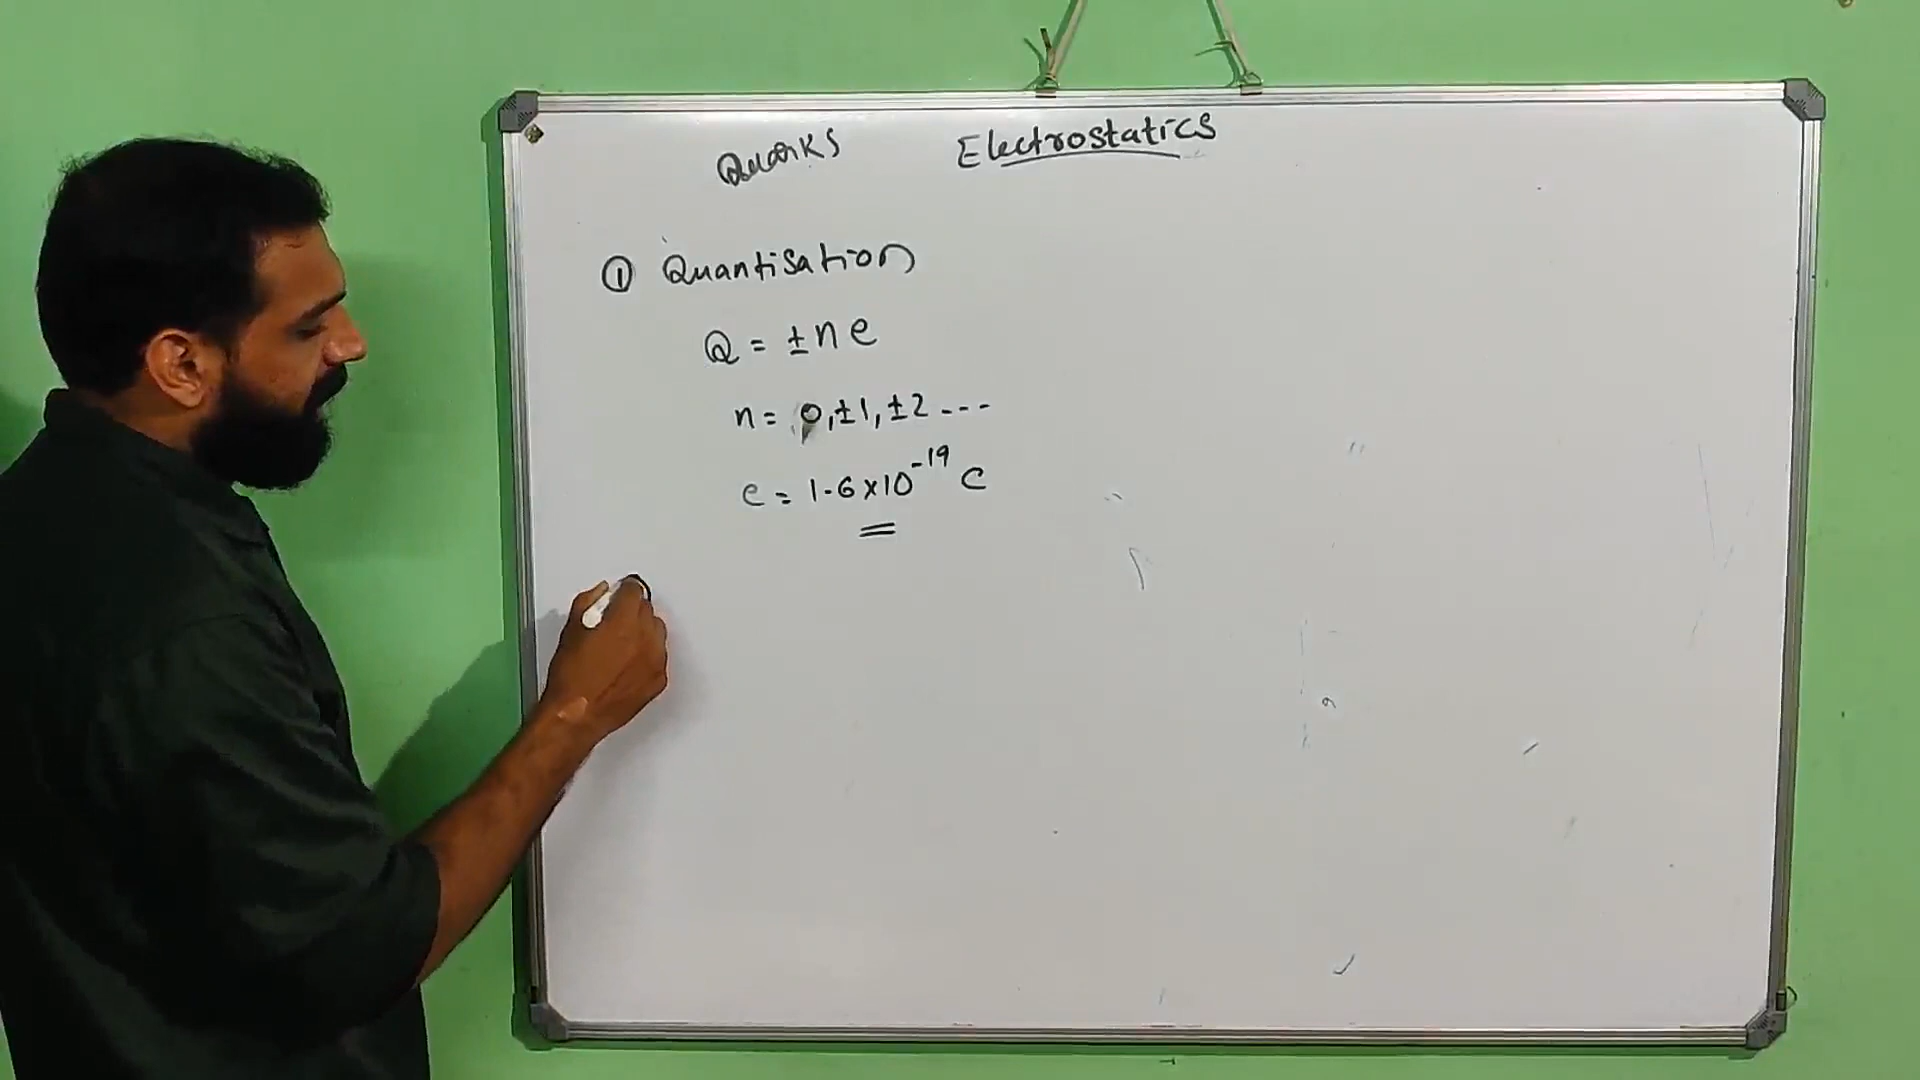 Quarks Electrostatics
① Quantisation
Q = ±ne
n = 0, ±1, ±2 ---
e = 1.6×10⁻¹⁹ C